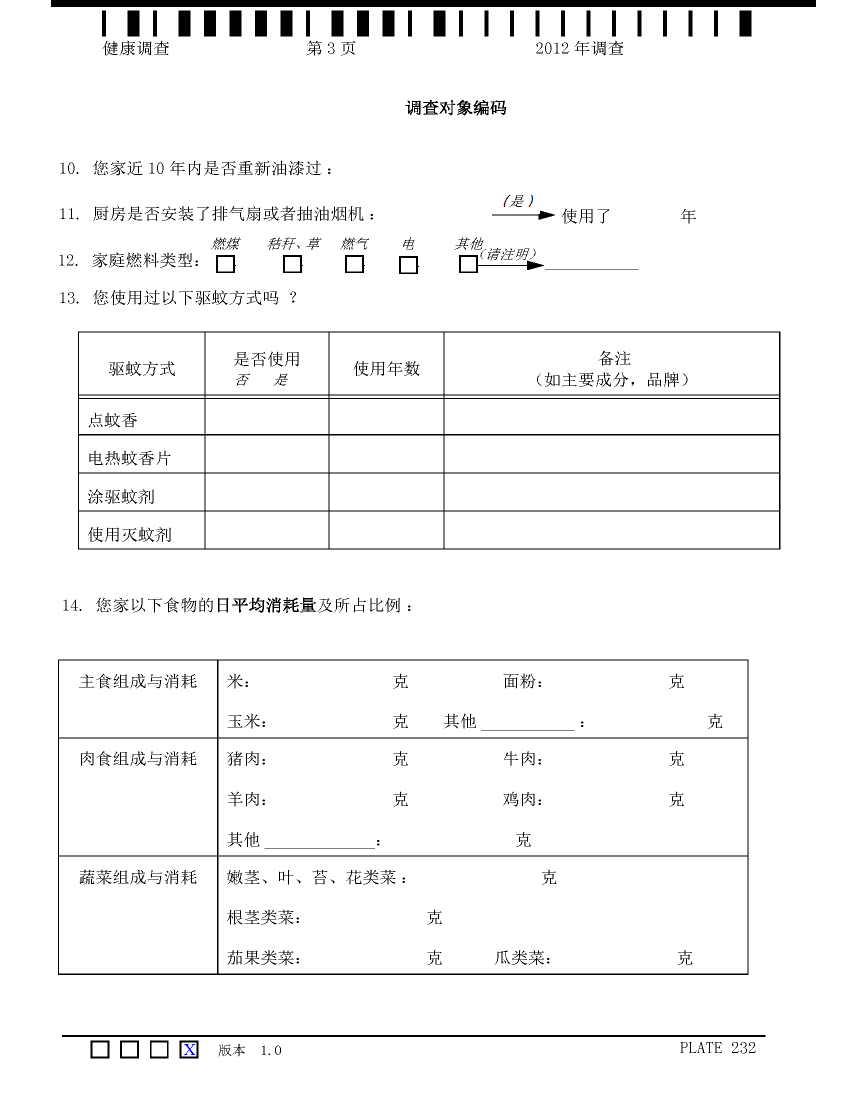 健康调查 第 3 页 2012 年调查
调查对象编码
10. 您家近 10 年内是否重新油漆过：
11. 厨房是否安装了排气扇或者抽油烟机： (是) 使用了 年
燃煤 秸秆、草 燃气 电 其他
12. 家庭燃料类型： (请注明) ___________
13. 您使用过以下驱蚊方式吗 ？
驱蚊方式 是否使用 使用年数 备注
否 是 （如主要成分，品牌）
点蚊香
电热蚊香片
涂驱蚊剂
使用灭蚊剂
14. 您家以下食物的日平均消耗量及所占比例：
主食组成与消耗 米： 克 面粉： 克
玉米： 克 其他 ___________ ： 克
肉食组成与消耗 猪肉： 克 牛肉： 克
羊肉： 克 鸡肉： 克
其他 _____________： 克
蔬菜组成与消耗 嫩茎、叶、苔、花类菜： 克
根茎类菜： 克
茄果类菜： 克 瓜类菜： 克
X 版本 1.0 PLATE 232